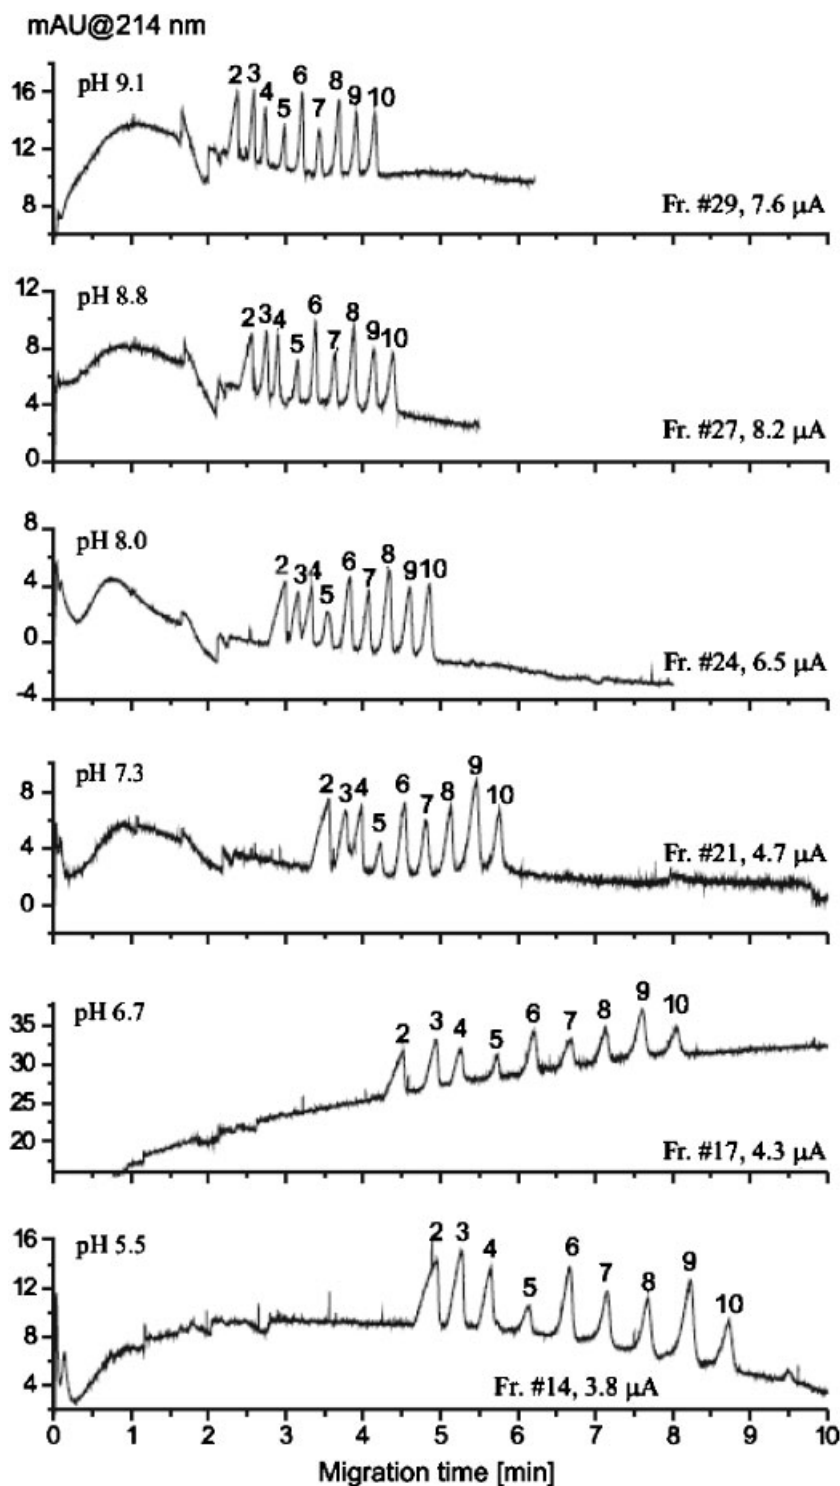 mAU@214 nm
16
12
8
pH 9.1
2 3 4 5 6 7 8 9 10
Fr. #29, 7.6 μA
12
8
4
0
pH 8.8
2 3 4 5 6 7 8 9 10
Fr. #27, 8.2 μA
8
4
0
-4
pH 8.0
2 3 4 5 6 7 8 9 10
Fr. #24, 6.5 μA
8
4
0
pH 7.3
2 3 4 5 6 7 8 9 10
Fr. #21, 4.7 μA
35
30
25
20
pH 6.7
2 3 4 5 6 7 8 9 10
Fr. #17, 4.3 μA
16
12
8
4
pH 5.5
2 3 4 5 6 7 8 9 10
Fr. #14, 3.8 μA
0 1 2 3 4 5 6 7 8 9 10
Migration time [min]